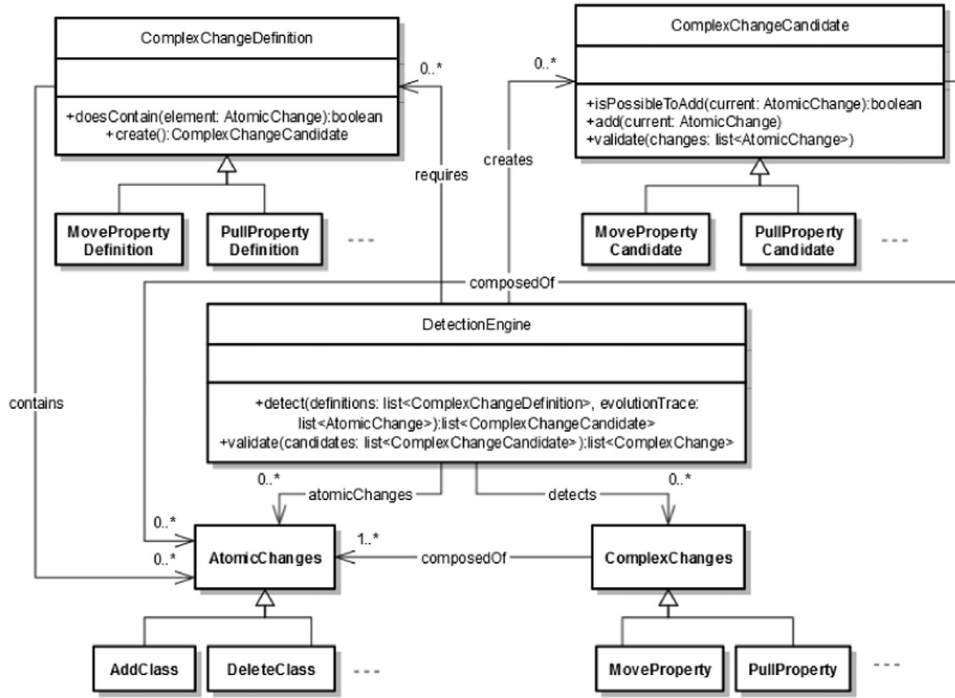 ComplexChangeDefinition
+doesContain(element: AtomicChange):boolean
+create():ComplexChangeCandidate
0..*
MoveProperty
Definition
PullProperty
Definition
requires
ComplexChangeCandidate
+isPossibleToAdd(current: AtomicChange):boolean
+add(current: AtomicChange)
+validate(changes: list<AtomicChange>)
0..*
creates
MoveProperty
Candidate
PullProperty
Candidate
composedOf
DetectionEngine
+detect(definitions: list<ComplexChangeDefinition>, evolutionTrace:
list<AtomicChange>):list<ComplexChangeCandidate>
+validate(candidates: list<ComplexChangeCandidate>):list<ComplexChange>
contains
0..*
atomicChanges
detects
0..*
0..*
0..*
AtomicChanges
1..*
composedOf
ComplexChanges
AddClass
DeleteClass
MoveProperty
PullProperty